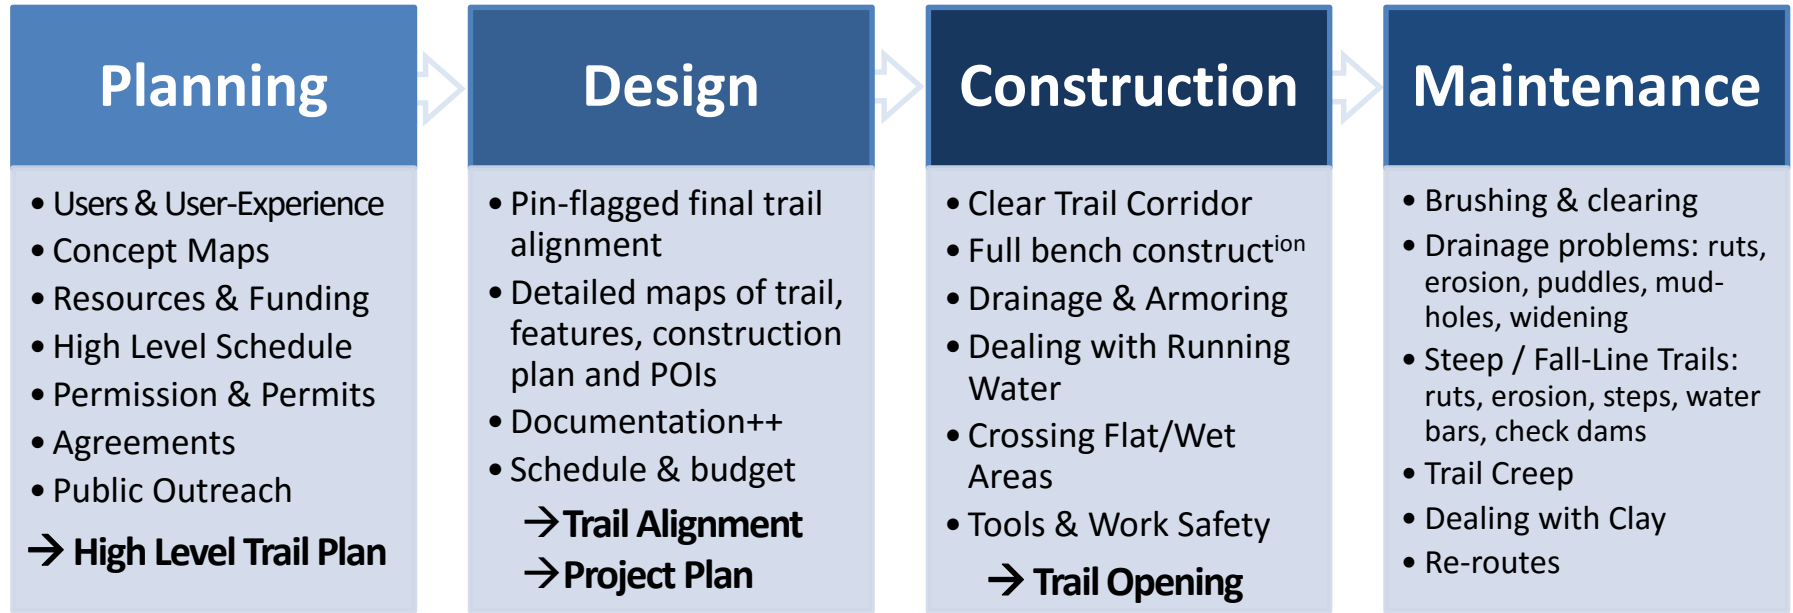 Planning
• Users & User-Experience
• Concept Maps
• Resources & Funding
• High Level Schedule
• Permission & Permits
• Agreements
• Public Outreach
→ High Level Trail Plan
Design
• Pin-flagged final trail
alignment
• Detailed maps of trail,
features, construction
plan and POIs
• Documentation++
• Schedule & budget
→ Trail Alignment
→ Project Plan
Construction
• Clear Trail Corridor
• Full bench construction
• Drainage & Armoring
• Dealing with Running
Water
• Crossing Flat/Wet
Areas
• Tools & Work Safety
→ Trail Opening
Maintenance
• Brushing & clearing
• Drainage problems: ruts,
erosion, puddles, mud-
holes, widening
• Steep / Fall-Line Trails:
ruts, erosion, steps, water
bars, check dams
• Trail Creep
• Dealing with Clay
• Re-routes